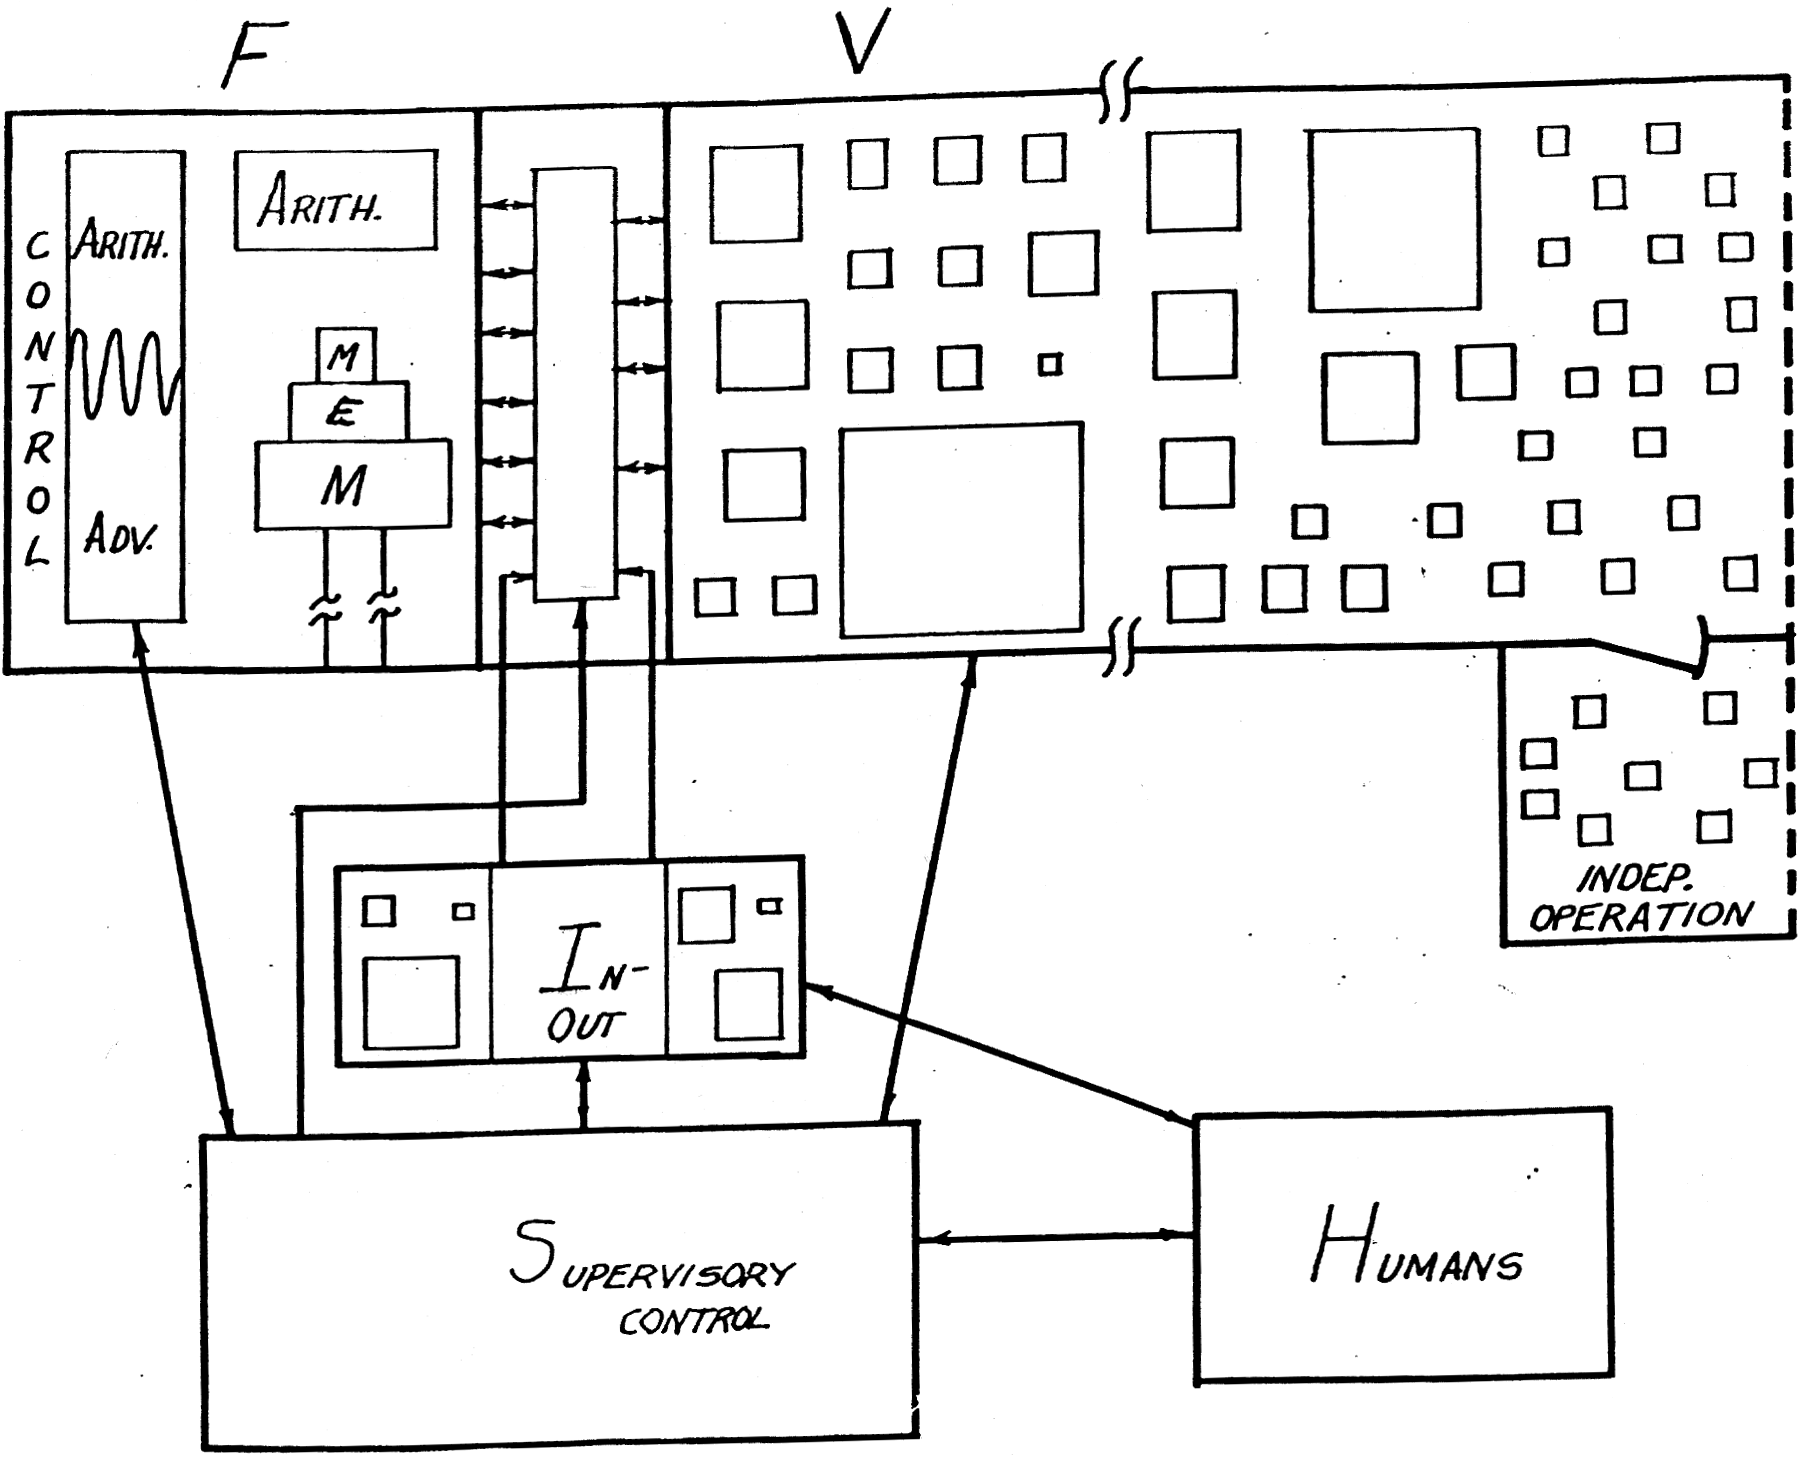 F
V
CONTROL
ARITH.
ADV.
ARITH.
M
E
M
INDEP.
OPERATION
IN-
OUT
SUPERVISORY
CONTROL
HUMANS